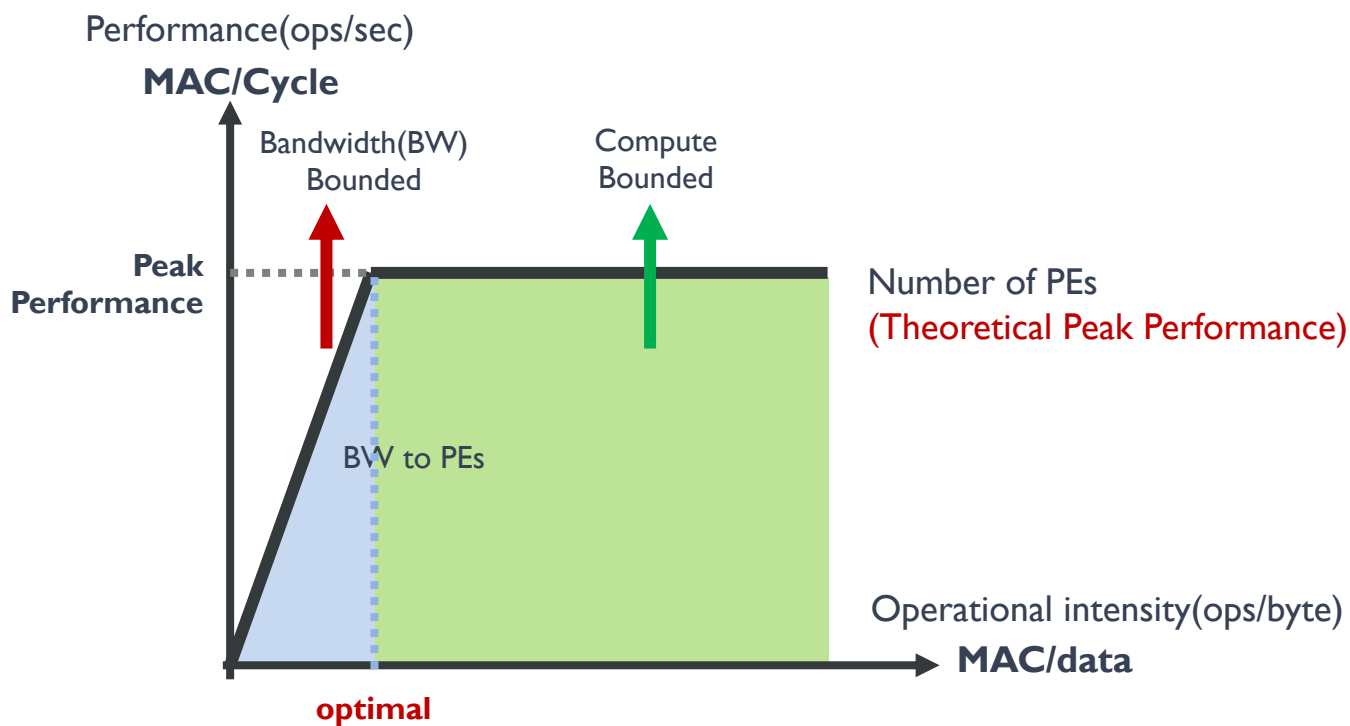 Performance(ops/sec)
MAC/Cycle
Bandwidth(BW)
Bounded
Compute
Bounded
Peak
Performance
Number of PEs
(Theoretical Peak Performance)
BW to PEs
Operational intensity(ops/byte)
MAC/data
optimal